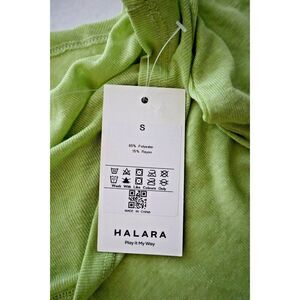 S
85% Polyester
15% Rayon
Wash With Like Colours Only
MADE IN CHINA
HALARA
Play It My Way